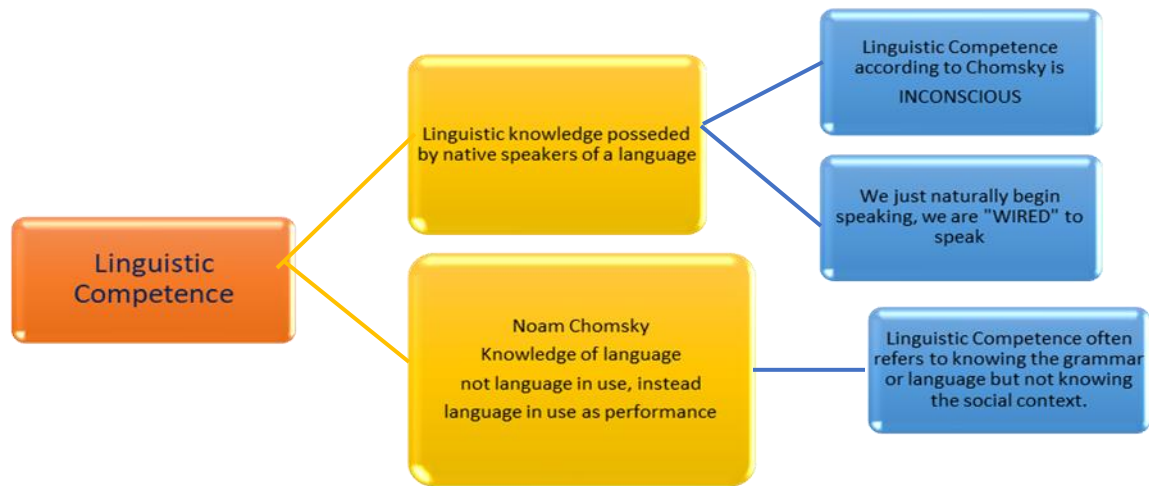 Linguistic
Competence
Linguistic knowledge posseded
by native speakers of a language
Noam Chomsky
Knowledge of language
not language in use, instead
language in use as performance
Linguistic Competence
according to Chomsky is
INCONSCIOUS
We just naturally begin
speaking, we are "WIRED" to
speak
Linguistic Competence often
refers to knowing the grammar
or language but not knowing
the social context.